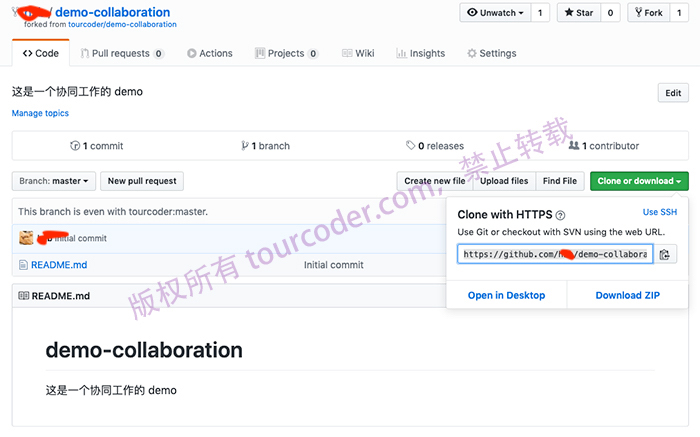 demo-collaboration
forked from tourcoder/demo-collaboration
Unwatch 1 Star 0 Fork 1
Code Pull requests 0 Actions Projects 0 Wiki Insights Settings
这是一个协同工作的 demo
Edit
Manage topics
1 commit 1 branch 0 releases 1 contributor
Branch: master New pull request Create new file Upload files Find File Clone or download
This branch is even with tourcoder:master.
Initial commit
README.md Initial commit
Clone with HTTPS Use SSH
Use Git or checkout with SVN using the web URL.
https://github.com/ /demo-collabora
Open in Desktop Download ZIP
README.md
demo-collaboration
这是一个协同工作的 demo
版权所有 tourcoder.com，禁止转载